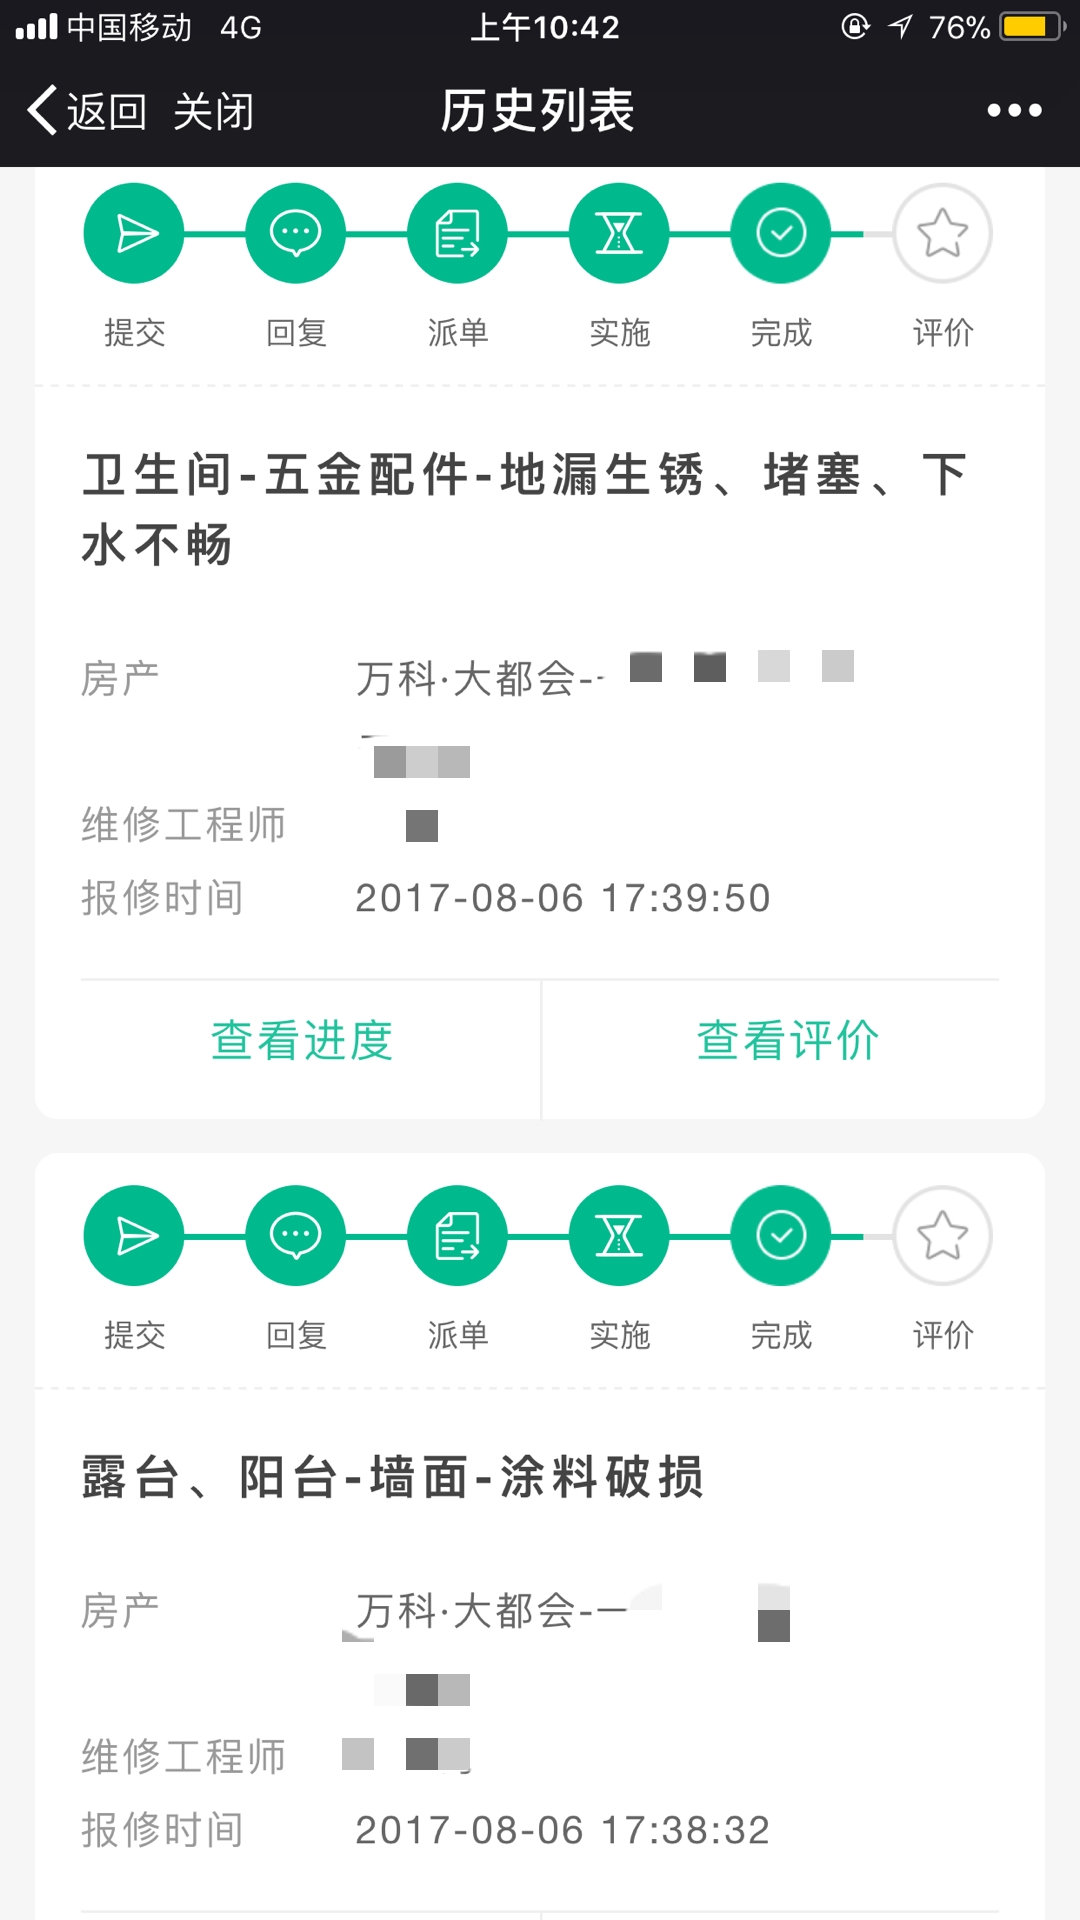 中国移动 4G 上午10:42 76%
返回 关闭 历史列表
提交 回复 派单 实施 完成 评价
卫生间-五金配件-地漏生锈、堵塞、下
水不畅
房产 万科·大都会-
维修工程师
报修时间 2017-08-06 17:39:50
查看进度 查看评价
提交 回复 派单 实施 完成 评价
露台、阳台-墙面-涂料破损
房产 万科·大都会-一
维修工程师
报修时间 2017-08-06 17:38:32